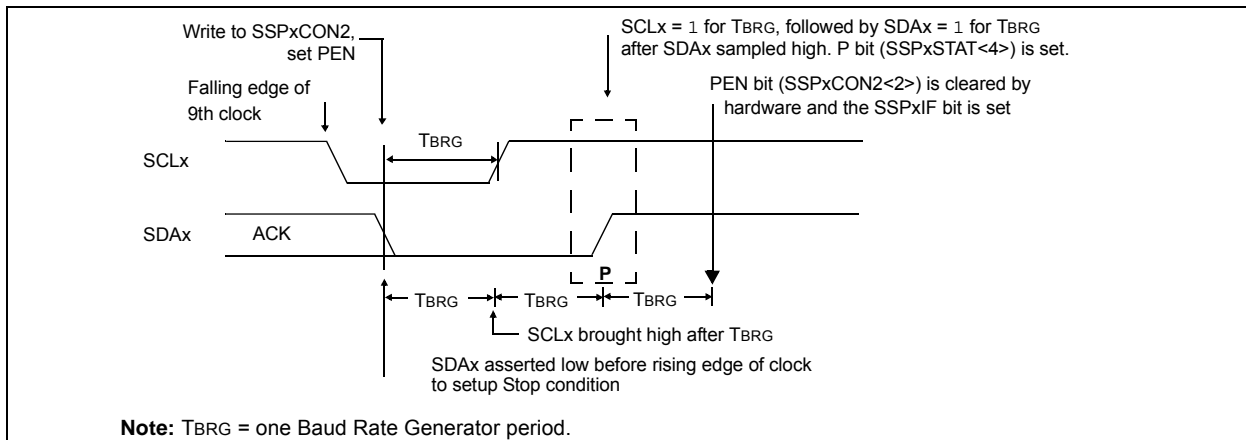 Write to SSPxCON2,
set PEN
SCLx = 1 for TBRG, followed by SDAx = 1 for TBRG
after SDAx sampled high. P bit (SSPxSTAT<4>) is set.
Falling edge of
9th clock
PEN bit (SSPxCON2<2>) is cleared by
hardware and the SSPxIF bit is set
TBRG
SCLx
SDAx
ACK
P
TBRG
TBRG
TBRG
SCLx brought high after TBRG
SDAx asserted low before rising edge of clock
to setup Stop condition
Note: TBRG = one Baud Rate Generator period.